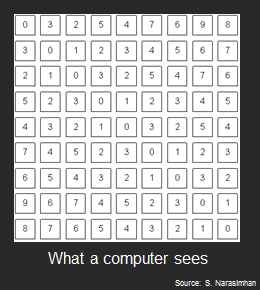 0 3 2 5 4 7 6 9 8
3 0 1 2 3 4 5 6 7
2 1 0 3 2 5 4 7 6
5 2 3 0 1 2 3 4 5
4 3 2 1 0 3 2 5 4
7 4 5 2 3 0 1 2 3
6 5 4 3 2 1 0 3 2
9 6 7 4 5 2 3 0 1
8 7 6 5 4 3 2 1 0
What a computer sees
Source: S. Narasimhan